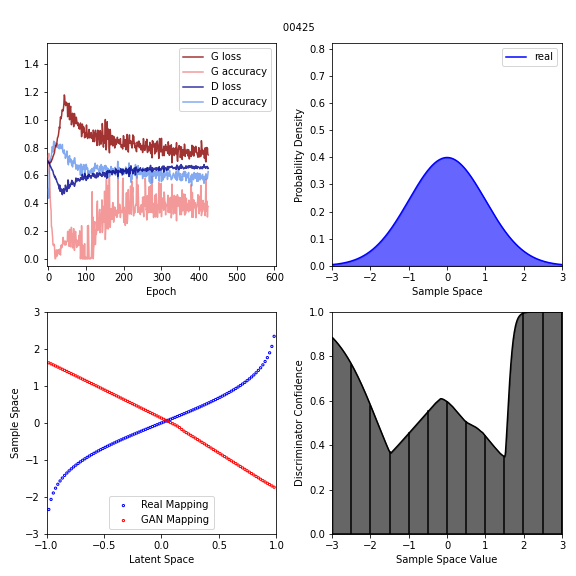 00425
1.4
1.2
1.0
0.8
0.6
0.4
0.2
0.0
0 100 200 300 400 500 600
Epoch
G loss
G accuracy
D loss
D accuracy
Probability Density
0.8
0.7
0.6
0.5
0.4
0.3
0.2
0.1
0.0
−3 −2 −1 0 1 2 3
Sample Space
real
Sample Space
3
2
1
0
−1
−2
−3
−1.0 −0.5 0.0 0.5 1.0
Latent Space
Real Mapping
GAN Mapping
Discriminator Confidence
1.0
0.8
0.6
0.4
0.2
0.0
−3 −2 −1 0 1 2 3
Sample Space Value